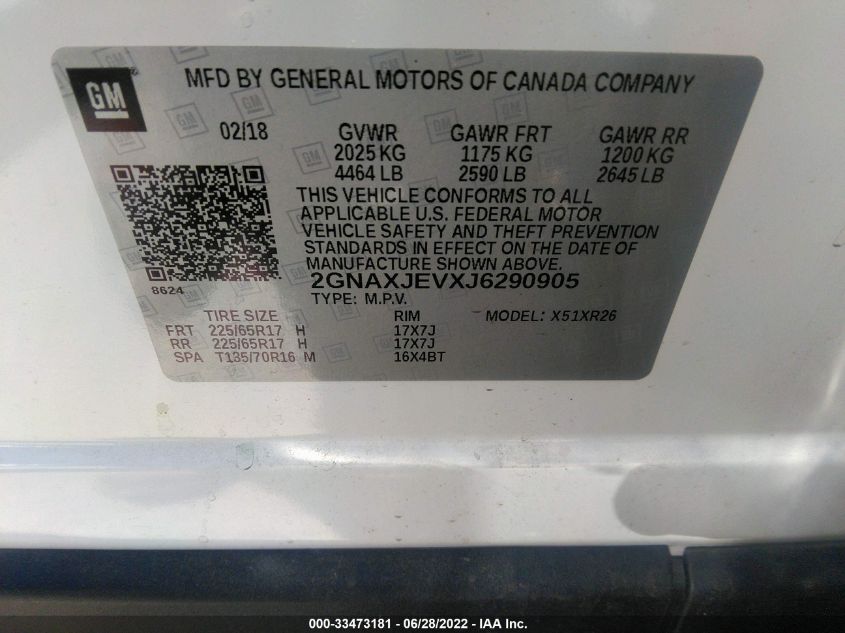 GM
MFD BY GENERAL MOTORS OF CANADA COMPANY
02/18 GVWR GAWR FRT GAWR RR
2025 KG 1175 KG 1200 KG
4464 LB 2590 LB 2645 LB
THIS VEHICLE CONFORMS TO ALL
APPLICABLE U.S. FEDERAL MOTOR
VEHICLE SAFETY AND THEFT PREVENTION
STANDARDS IN EFFECT ON THE DATE OF
MANUFACTURE SHOWN ABOVE.
8624 2GNAXJEVXJ6290905
TYPE: M.P.V.
TIRE SIZE RIM MODEL: X51XR26
FRT 225/65R17 H 17X7J
RR 225/65R17 H 17X7J
SPA T135/70R16 M 16X4BT
000-33473181 - 06/28/2022 - IAA Inc.